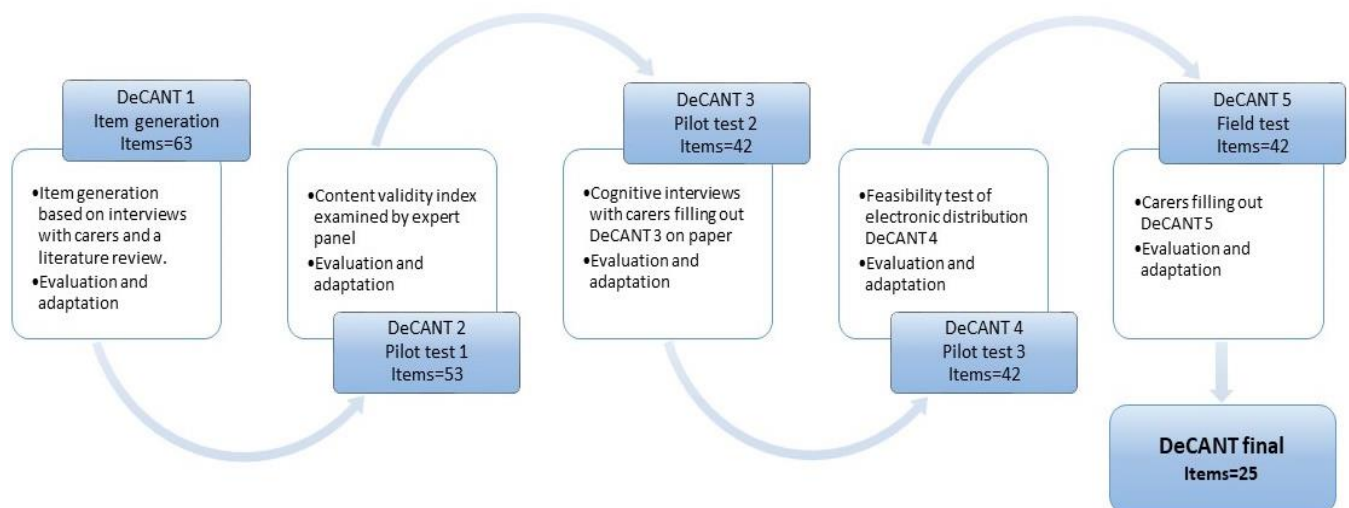 DeCANT 1
Item generation
Items=63
•Item generation
based on interviews
with carers and a
literature review.
•Evaluation and
adaptation
•Content validity index
examined by expert
panel
•Evaluation and
adaptation
DeCANT 2
Pilot test 1
Items=53
DeCANT 3
Pilot test 2
Items=42
•Cognitive interviews
with carers filling out
DeCANT 3 on paper
•Evaluation and
adaptation
•Feasibility test of
electronic distribution
DeCANT 4
•Evaluation and
adaptation
DeCANT 4
Pilot test 3
Items=42
DeCANT 5
Field test
Items=42
•Carers filling out
DeCANT 5
•Evaluation and
adaptation
DeCANT final
Items=25